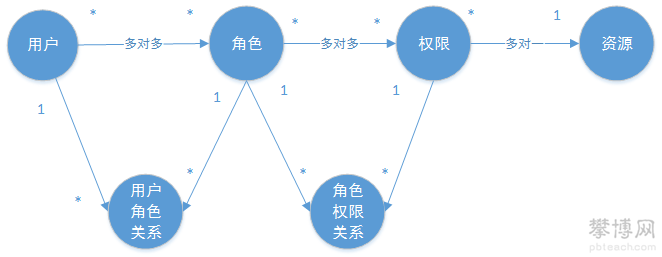 * * * * * 1
用户 多对多 角色 多对多 权限 多对 资源
1 1 1 1
* * * *
用户
角色
关系
角色
权限
关系
攀博网
pbteach.com